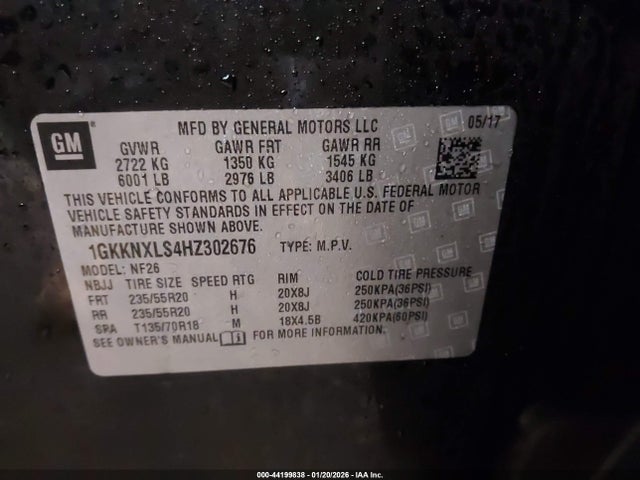 GM
MFD BY GENERAL MOTORS LLC 05/17
GVWR GAWR FRT GAWR RR
2722 KG 1350 KG 1545 KG
6001 LB 2976 LB 3406 LB
THIS VEHICLE CONFORMS TO ALL APPLICABLE U.S. FEDERAL MOTOR
VEHICLE SAFETY STANDARDS IN EFFECT ON THE DATE OF
MANUFACTURE SHOWN ABOVE.
1GKKNXLS4HZ302676 TYPE: M.P.V.
MODEL: NF26
NBJJ TIRE SIZE SPEED RTG RIM COLD TIRE PRESSURE
FRT 235/55R20 H 20X8J 250KPA(36PSI)
RR 235/55R20 H 20X8J 250KPA(36PSI)
SPA T135/70R18 M 18X4.5B 420KPA(60PSI)
SEE OWNER'S MANUAL FOR MORE INFORMATION.
000-44199838 - 01/20/2026 - IAA Inc.